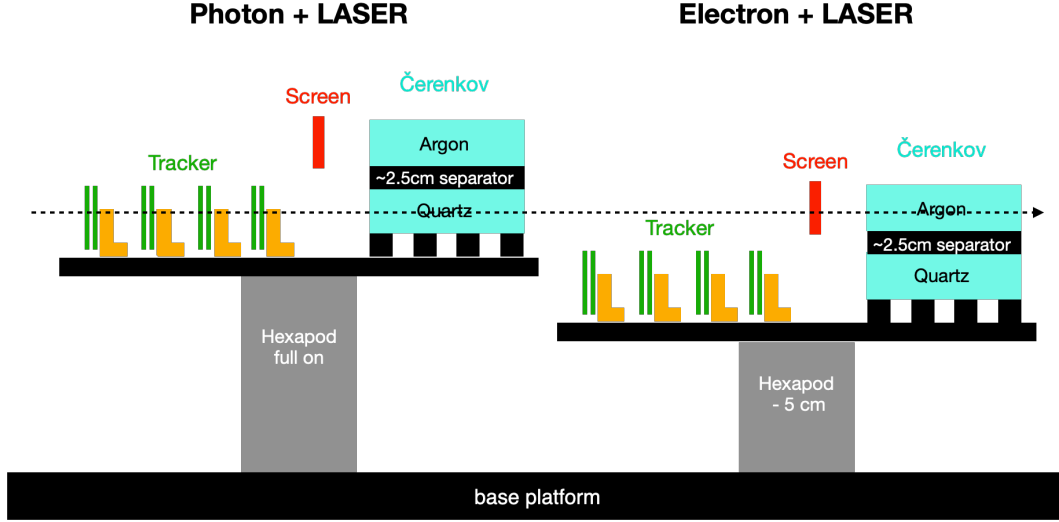 Photon + LASER
Electron + LASER
Screen
Čerenkov
Tracker
Argon
~2.5cm separator
Quartz
Hexapod
full on
Screen
Čerenkov
Tracker
Argon
~2.5cm separator
Quartz
Hexapod
- 5 cm
base platform